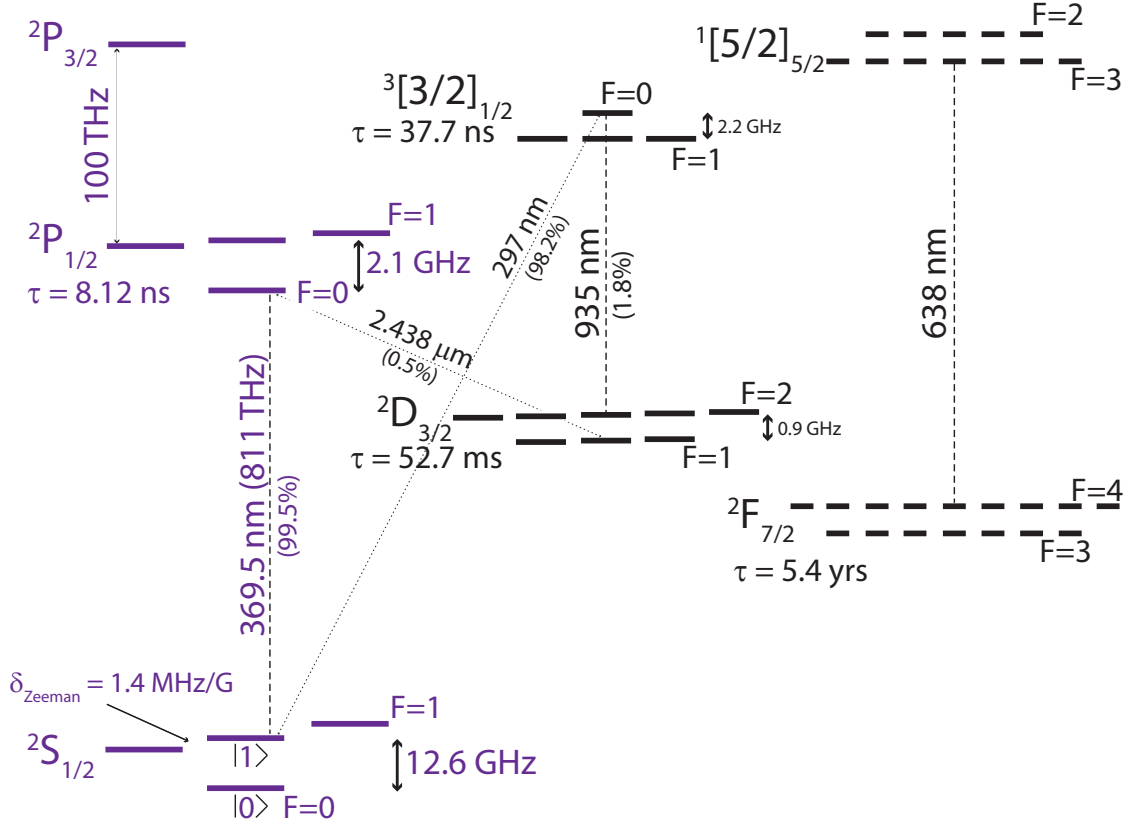 ²P₃/₂
100 THz
²P₁/₂
τ = 8.12 ns
F=1
2.1 GHz
F=0
369.5 nm (811 THz)
(99.5%)
δZeeman = 1.4 MHz/G
²S₁/₂
F=1
|1>
12.6 GHz
|0>
F=0
³[3/2]₁/₂
τ = 37.7 ns
F=0
2.2 GHz
F=1
297 nm
(98.2%)
935 nm
(1.8%)
2.438 μm
(0.5%)
²D₃/₂
τ = 52.7 ms
F=2
0.9 GHz
F=1
¹[5/2]₅/₂
F=2
F=3
638 nm
²F₇/₂
τ = 5.4 yrs
F=4
F=3